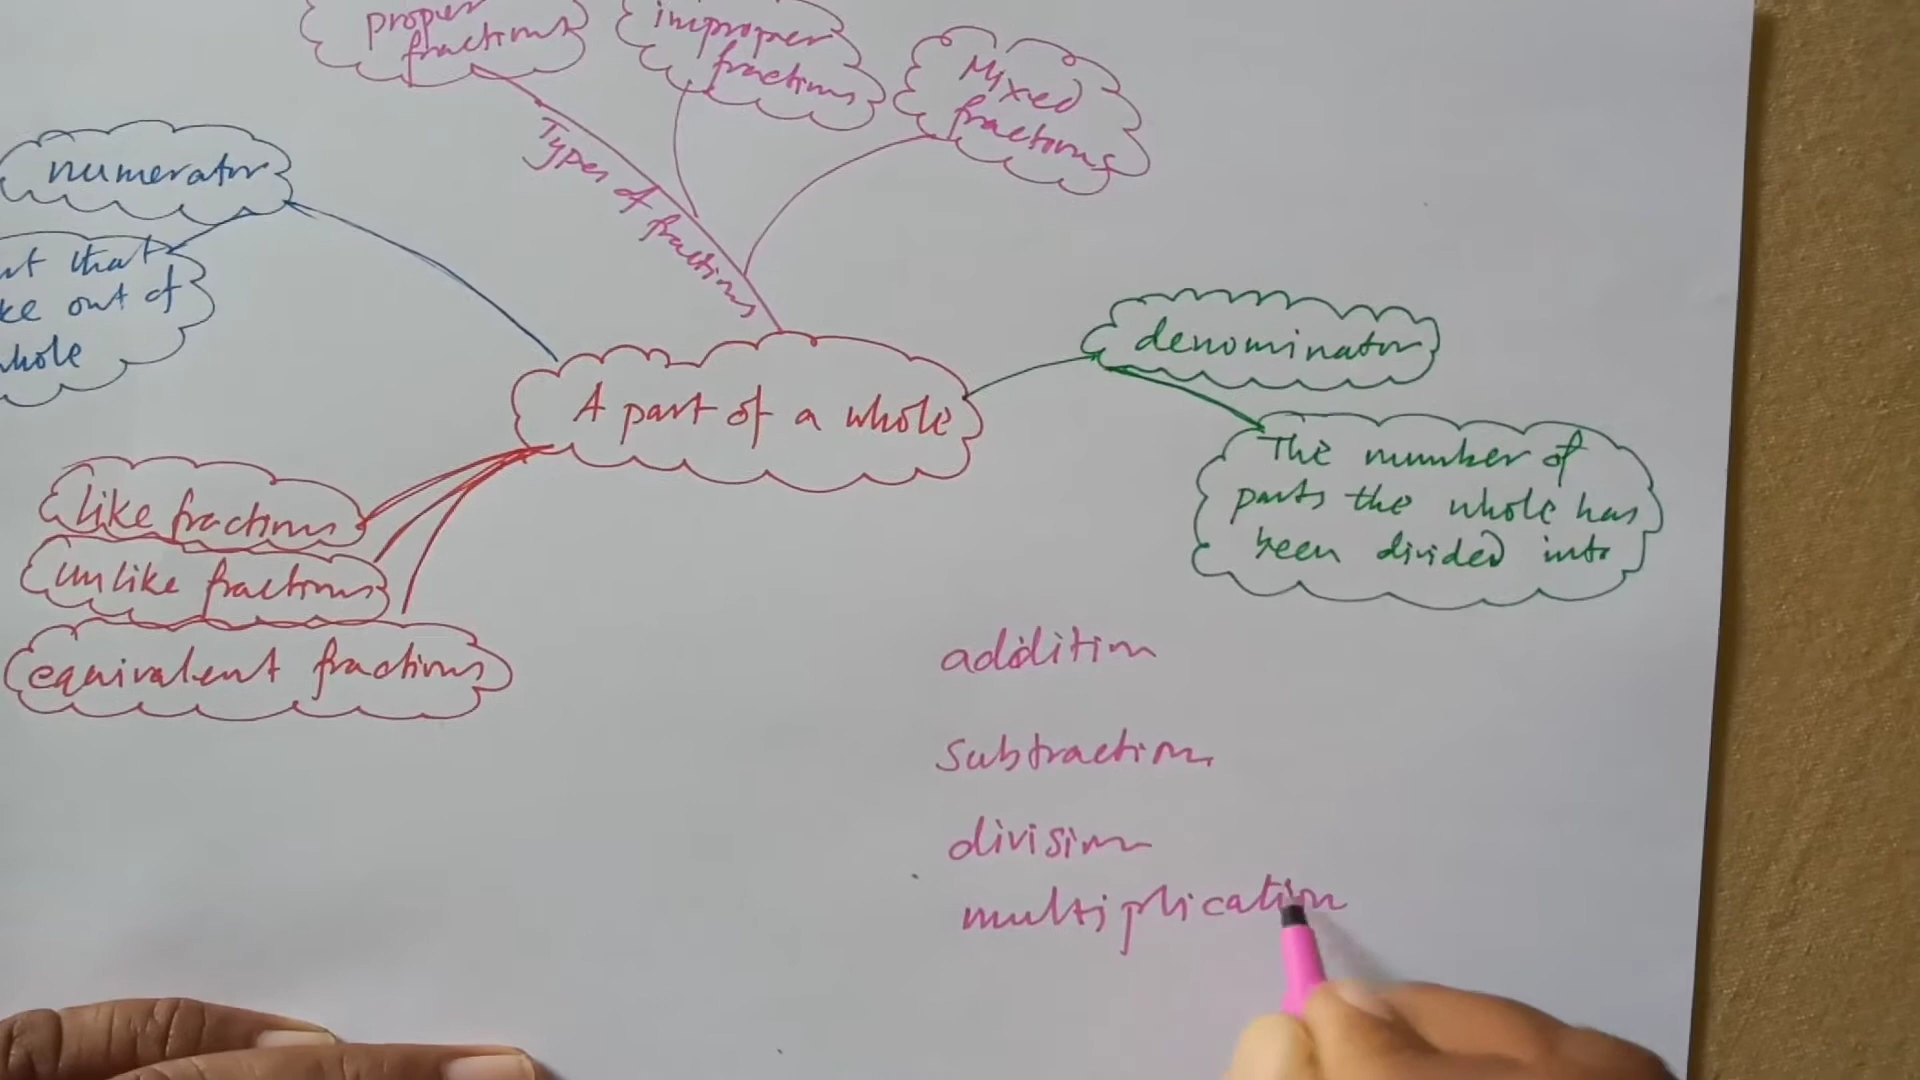 proper
fractions
improper
fractions
Mixed
fractions
Types of fractions
numerator
that
out of
whole
A part of a whole
denominator
The number of
parts the whole has
been divided into
like fractions
unlike fractions
equivalent fractions
addition
subtraction
division
multiplication